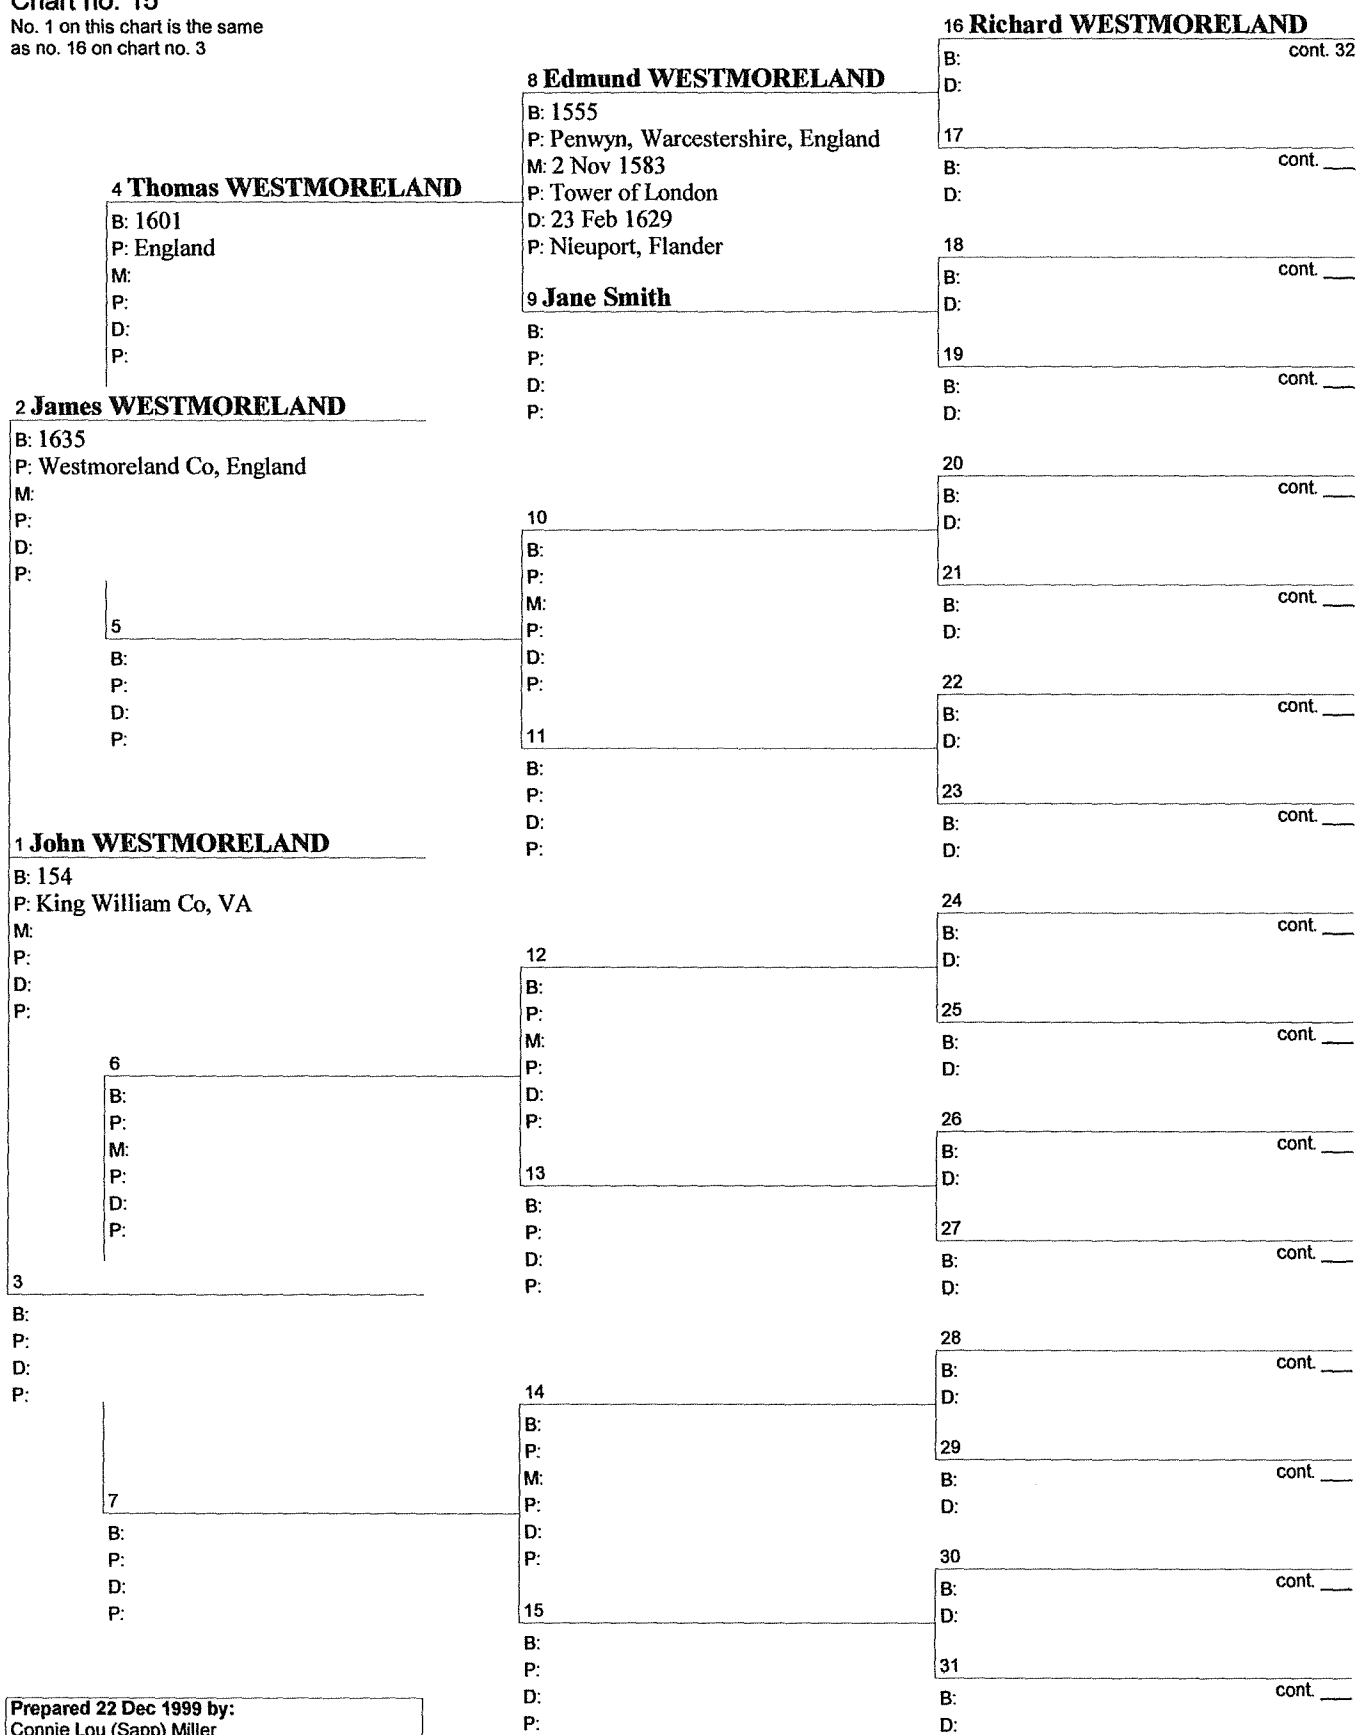 Chart no. 15
No. 1 on this chart is the same
as no. 16 on chart no. 3
16 Richard WESTMORELAND
cont. 32
B:
D:
8 Edmund WESTMORELAND
B: 1555
P: Penwyn, Warcestershire, England
M: 2 Nov 1583
P: Tower of London
D: 23 Feb 1629
P: Nieuport, Flander
17
cont. ___
B:
D:
4 Thomas WESTMORELAND
B: 1601
P: England
M:
P:
D:
P:
18
cont. ___
B:
D:
9 Jane Smith
B:
P:
D:
P:
19
cont. ___
B:
D:
2 James WESTMORELAND
B: 1635
P: Westmoreland Co, England
M:
P:
D:
P:
20
cont. ___
B:
D:
10
B:
P:
M:
P:
D:
P:
21
cont. ___
B:
D:
5
B:
P:
D:
P:
22
cont. ___
B:
D:
11
B:
P:
D:
P:
23
cont. ___
B:
D:
1 John WESTMORELAND
B: 154
P: King William Co, VA
M:
P:
D:
P:
24
cont. ___
B:
D:
12
B:
P:
M:
P:
D:
P:
25
cont. ___
B:
D:
6
B:
P:
M:
P:
D:
P:
26
cont. ___
B:
D:
13
B:
P:
D:
P:
27
cont. ___
B:
D:
3
B:
P:
D:
P:
28
cont. ___
B:
D:
14
B:
P:
M:
P:
D:
P:
29
cont. ___
B:
D:
7
B:
P:
D:
P:
30
cont. ___
B:
D:
15
B:
P:
D:
P:
31
cont. ___
B:
D:
Prepared 22 Dec 1999 by:
Connie Lou (Sapp) Miller